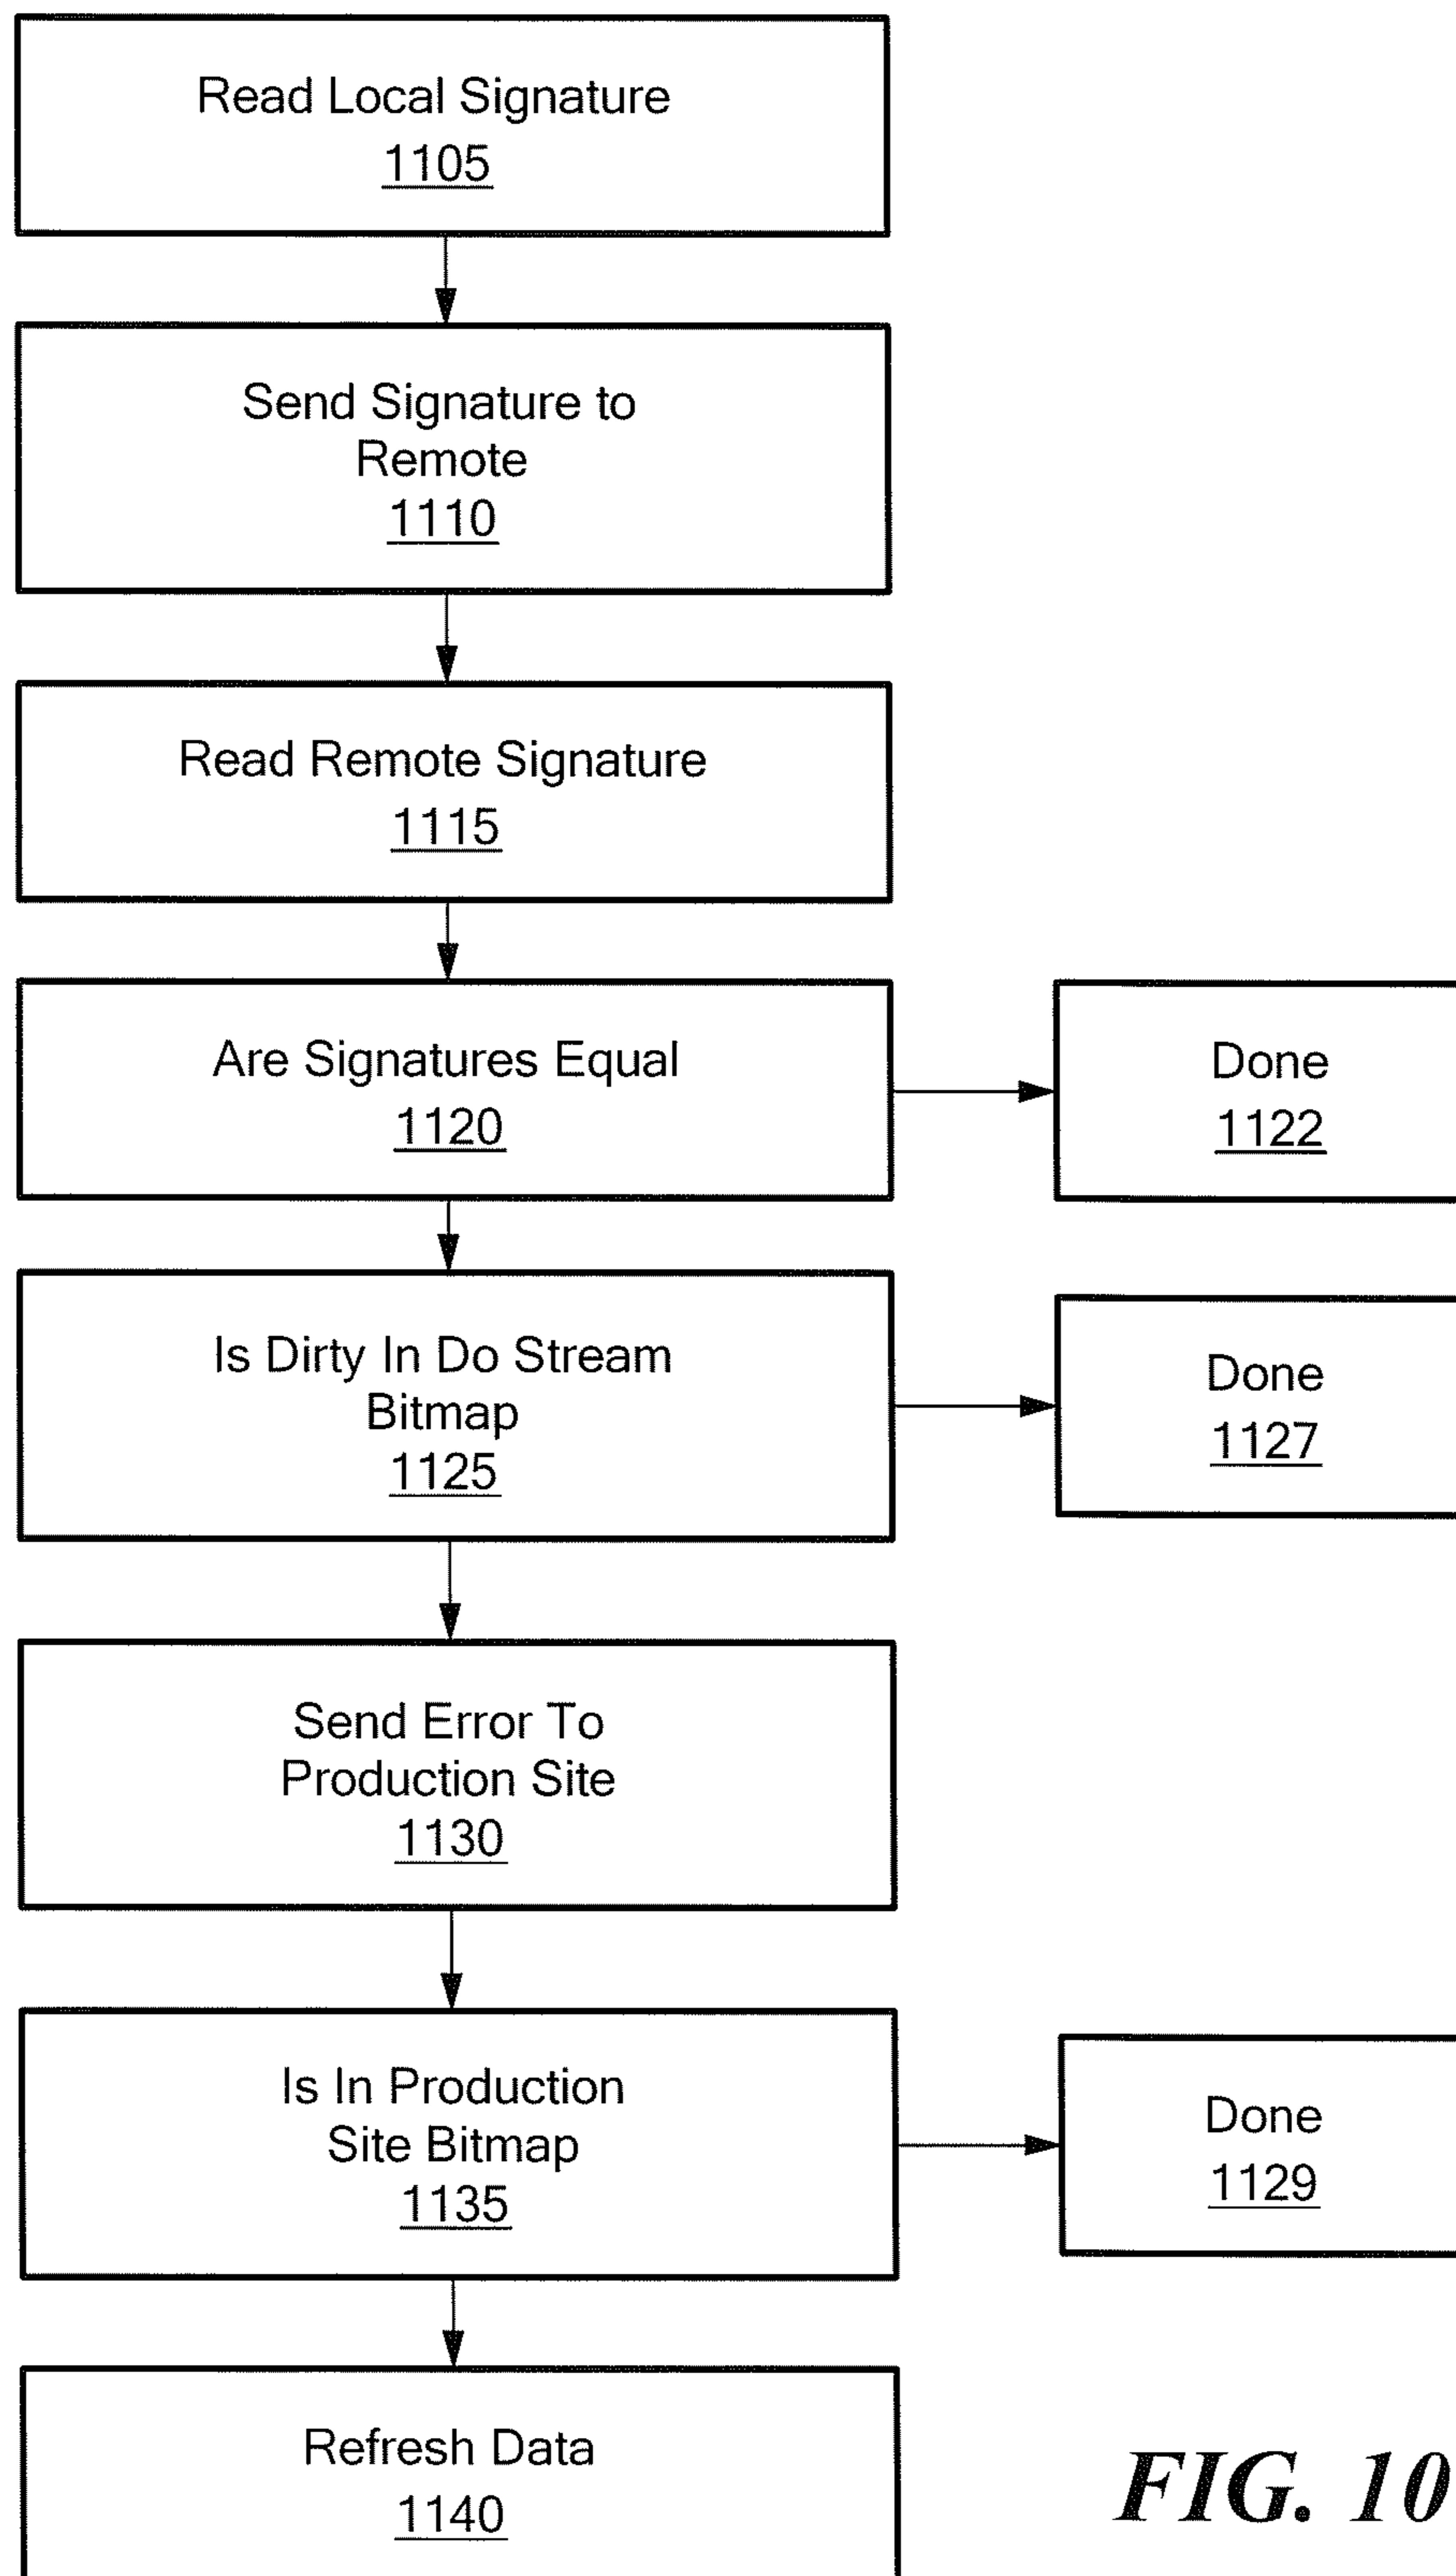 Read Local Signature
1105
Send Signature to
Remote
1110
Read Remote Signature
1115
Are Signatures Equal
1120
Done
1122
Is Dirty In Do Stream
Bitmap
1125
Done
1127
Send Error To
Production Site
1130
Is In Production
Site Bitmap
1135
Done
1129
Refresh Data
1140
FIG. 10